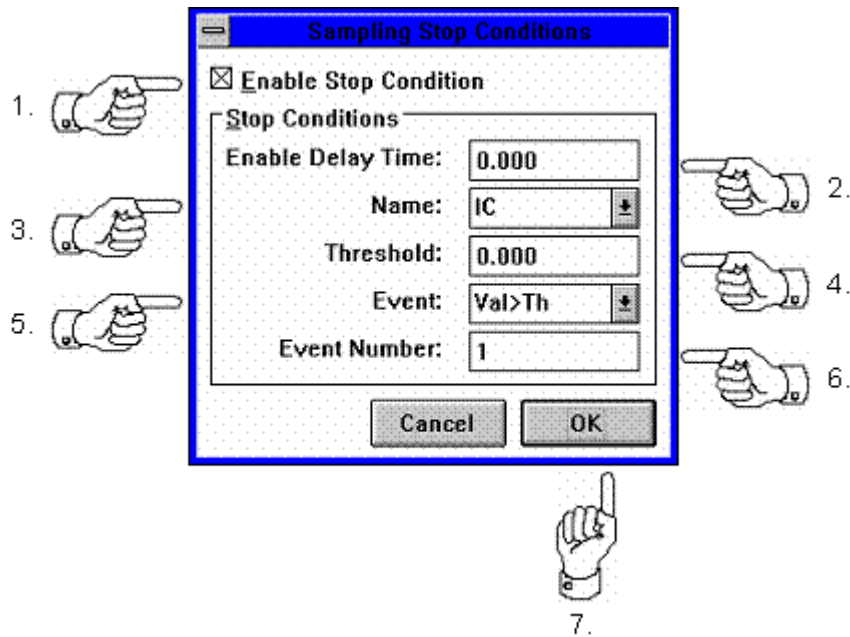 Sampling Stop Conditions
Enable Stop Condition
1.
Stop Conditions
Enable Delay Time: 0.000
2.
3.
Name: IC
Threshold: 0.000
4.
5.
Event: Val>Th
Event Number: 1
6.
Cancel OK
7.